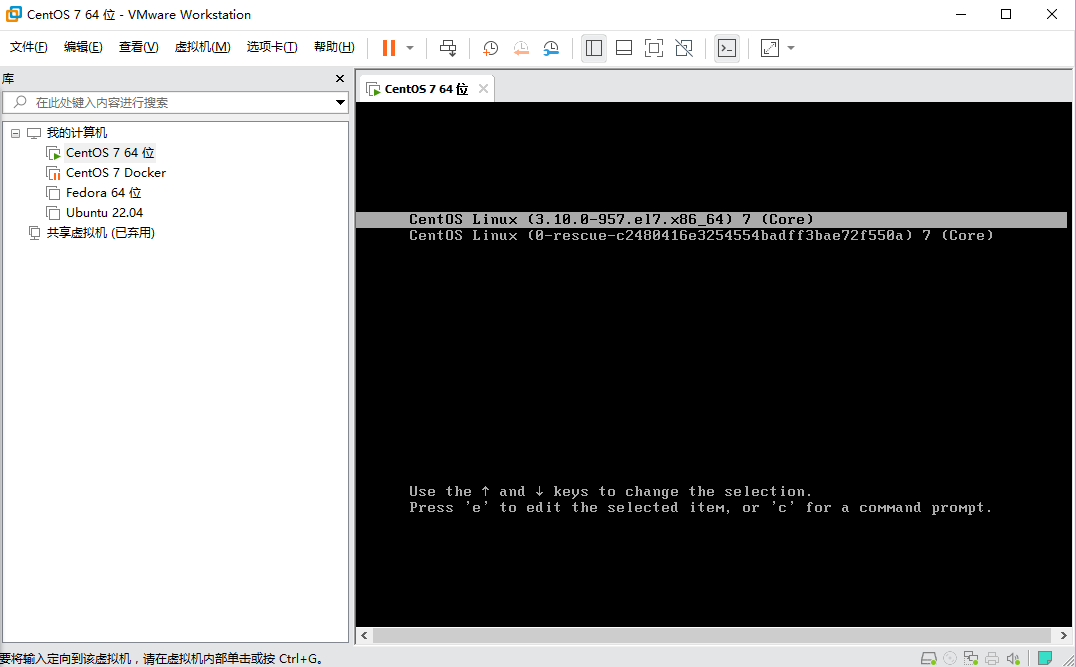 CentOS 7 64 位 - VMware Workstation
文件(F) 编辑(E) 查看(V) 虚拟机(M) 选项卡(T) 帮助(H)
库
在此处键入内容进行搜索
我的计算机
CentOS 7 64 位
CentOS 7 Docker
Fedora 64 位
Ubuntu 22.04
共享虚拟机 (已弃用)
CentOS 7 64 位
CentOS Linux (3.10.0-957.el7.x86_64) 7 (Core)
CentOS Linux (0-rescue-c2480416e3254554badff3bae72f550a) 7 (Core)
Use the ↑ and ↓ keys to change the selection.
Press 'e' to edit the selected item, or 'c' for a command prompt.
要将输入定向到该虚拟机，请在虚拟机内部单击或按 Ctrl+G。